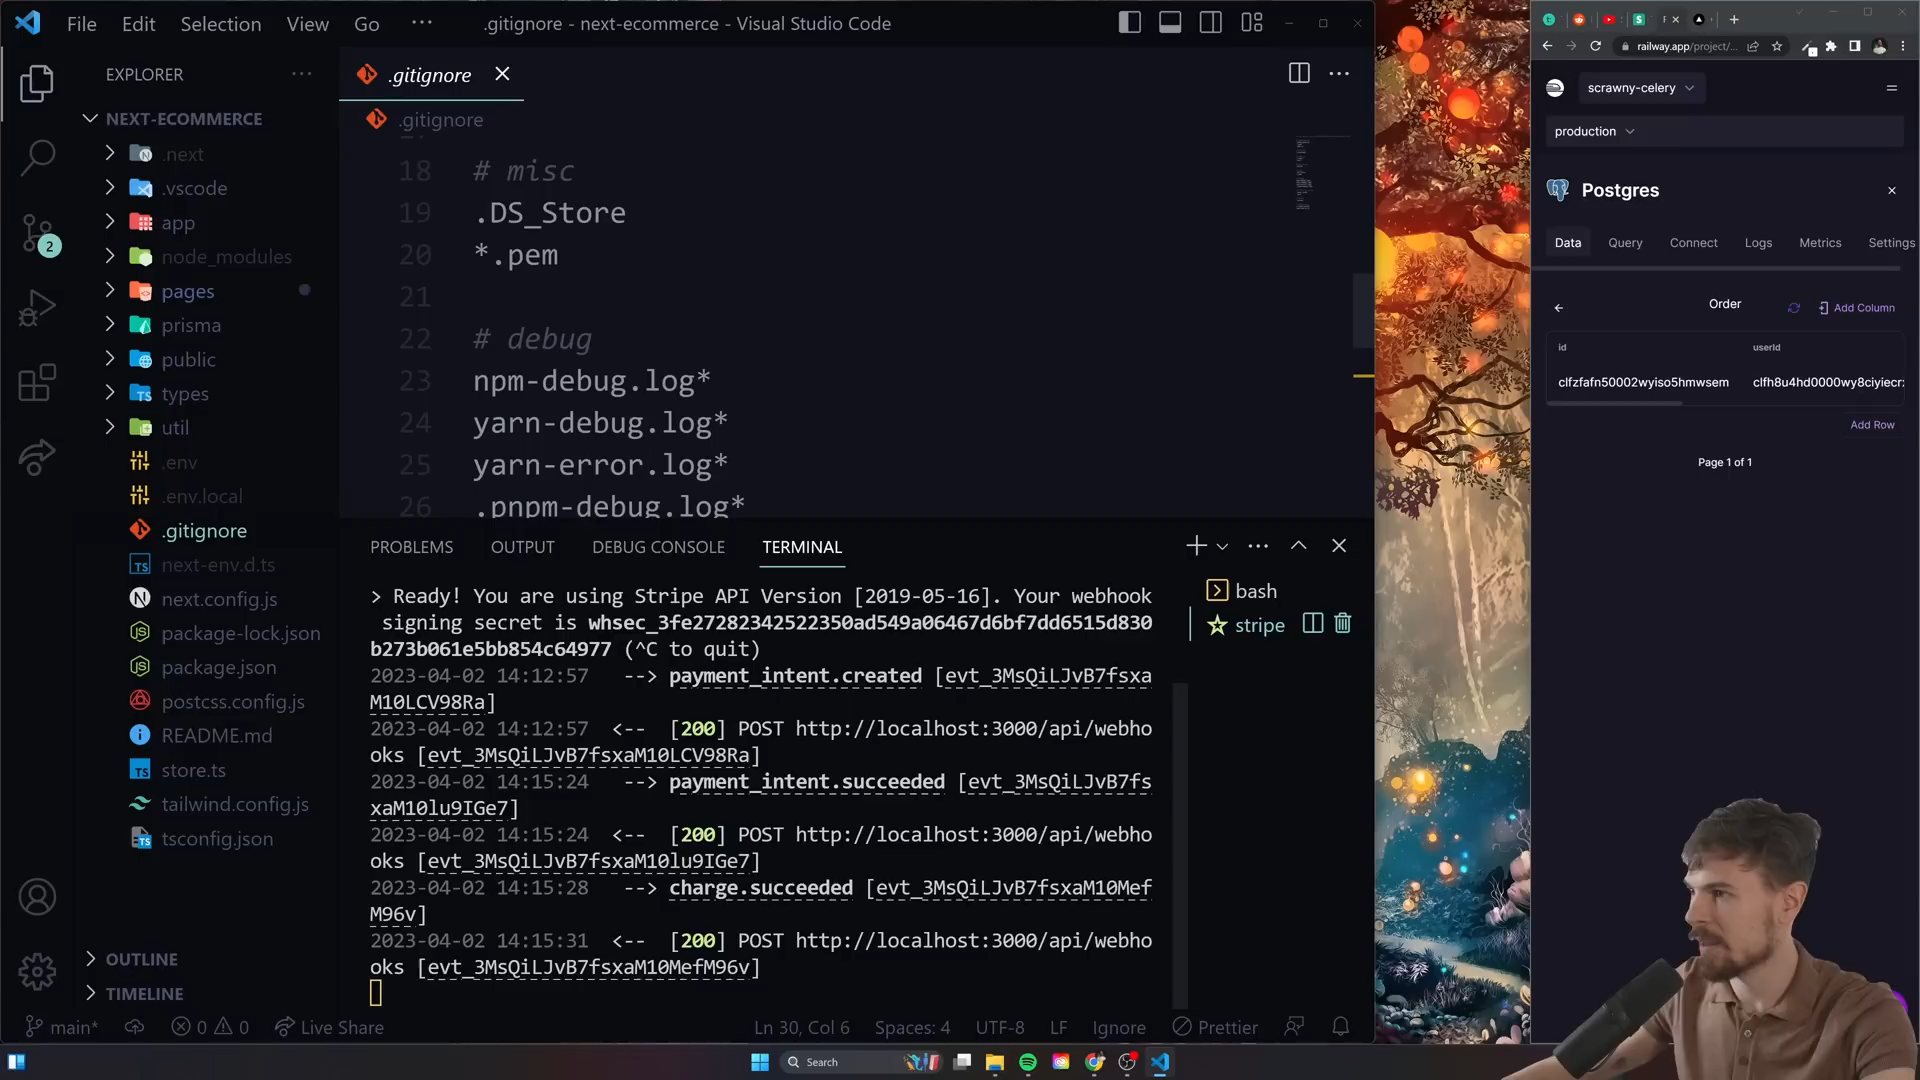 File Edit Selection View Go ··· .gitignore - next-ecommerce - Visual Studio Code
EXPLORER ···
NEXT-ECOMMERCE
.next
.vscode
app
node_modules
pages
prisma
public
types
util
.env
.env.local
.gitignore
next-env.d.ts
next.config.js
package-lock.json
package.json
postcss.config.js
README.md
store.ts
tailwind.config.js
tsconfig.json
OUTLINE
TIMELINE
2
.gitignore
.gitignore
18 # misc
19 .DS_Store
20 *.pem
21
22 # debug
23 npm-debug.log*
24 yarn-debug.log*
25 yarn-error.log*
26 .pnpm-debug.log*
PROBLEMS OUTPUT DEBUG CONSOLE TERMINAL
> Ready! You are using Stripe API Version [2019-05-16]. Your webhook
signing secret is whsec_3fe27282342522350ad549a06467d6bf7dd6515d830
b273b061e5bb854c64977 (^C to quit)
2023-04-02 14:12:57 --> payment_intent.created [evt_3MsQiLJvB7fsxa
M10LCV98Ra]
2023-04-02 14:12:57 <-- [200] POST http://localhost:3000/api/webho
oks [evt_3MsQiLJvB7fsxaM10LCV98Ra]
2023-04-02 14:15:24 --> payment_intent.succeeded [evt_3MsQiLJvB7fs
xaM10lu9IGe7]
2023-04-02 14:15:24 <-- [200] POST http://localhost:3000/api/webho
oks [evt_3MsQiLJvB7fsxaM10lu9IGe7]
2023-04-02 14:15:28 --> charge.succeeded [evt_3MsQiLJvB7fsxaM10Mef
M96v]
2023-04-02 14:15:31 <-- [200] POST http://localhost:3000/api/webho
oks [evt_3MsQiLJvB7fsxaM10MefM96v]
bash
stripe
main* 0 0 Live Share Ln 30, Col 6 Spaces: 4 UTF-8 LF Ignore Prettier
Search
railway.app/project/...
scrawny-celery
production
Postgres
Data Query Connect Logs Metrics Settings
Order Add Column
id userId
clfzfafn50002wyiso5hmwsem clfh8u4hd0000wy8ciyiecr
Add Row
Page 1 of 1